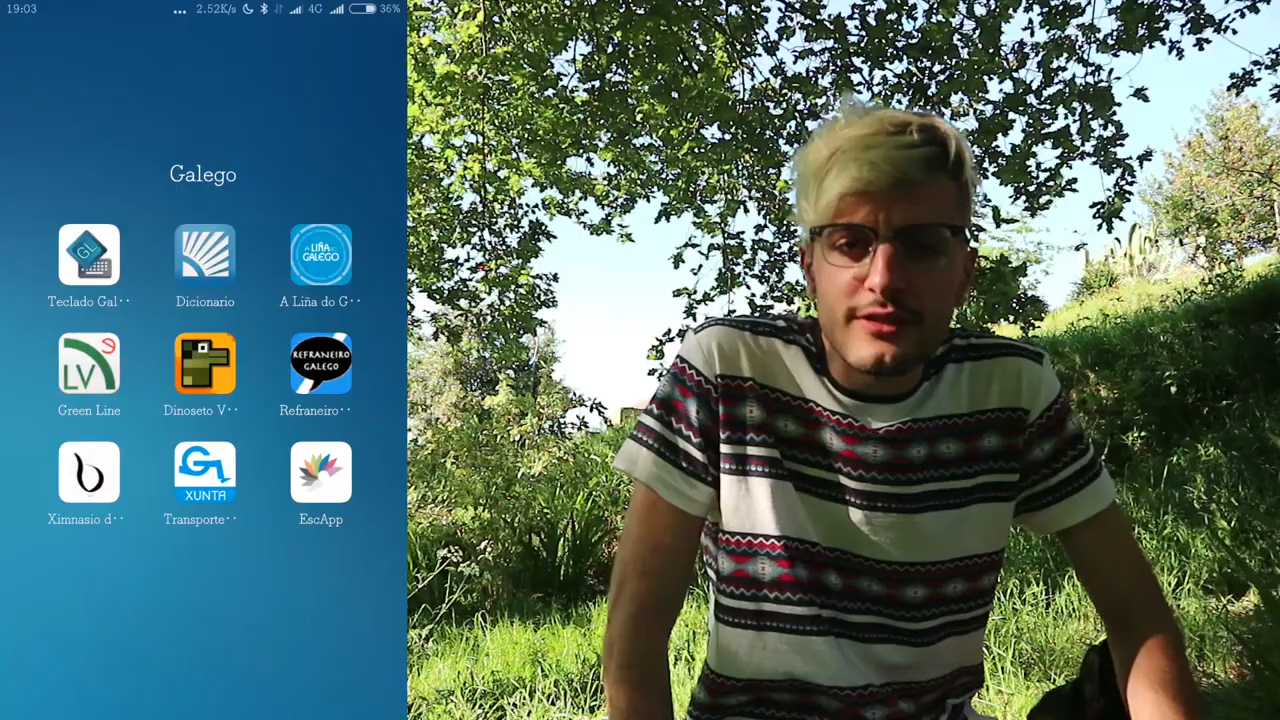 19:03 ... 2.52K/s 4G 36%
Galego
GL
A LIÑA DO GALEGO
REFRANEIRO
GALEGO
Teclado Gal··
Dicionario
A Liña do G··
LV
Green Line
Dinoseto V··
Refraneiro··
b
G
XUNTA
Ximnasio d··
Transporte··
EscApp